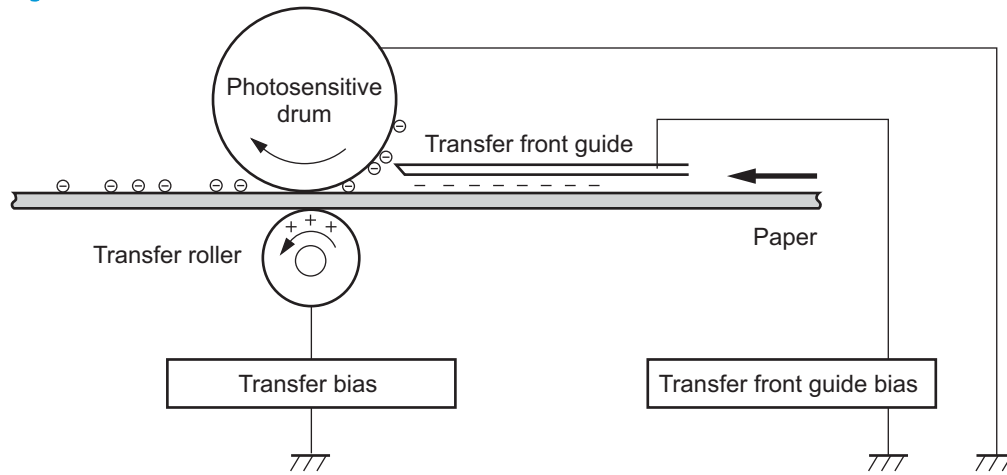 Photosensitive
drum
Transfer front guide
Paper
Transfer roller
Transfer bias
Transfer front guide bias